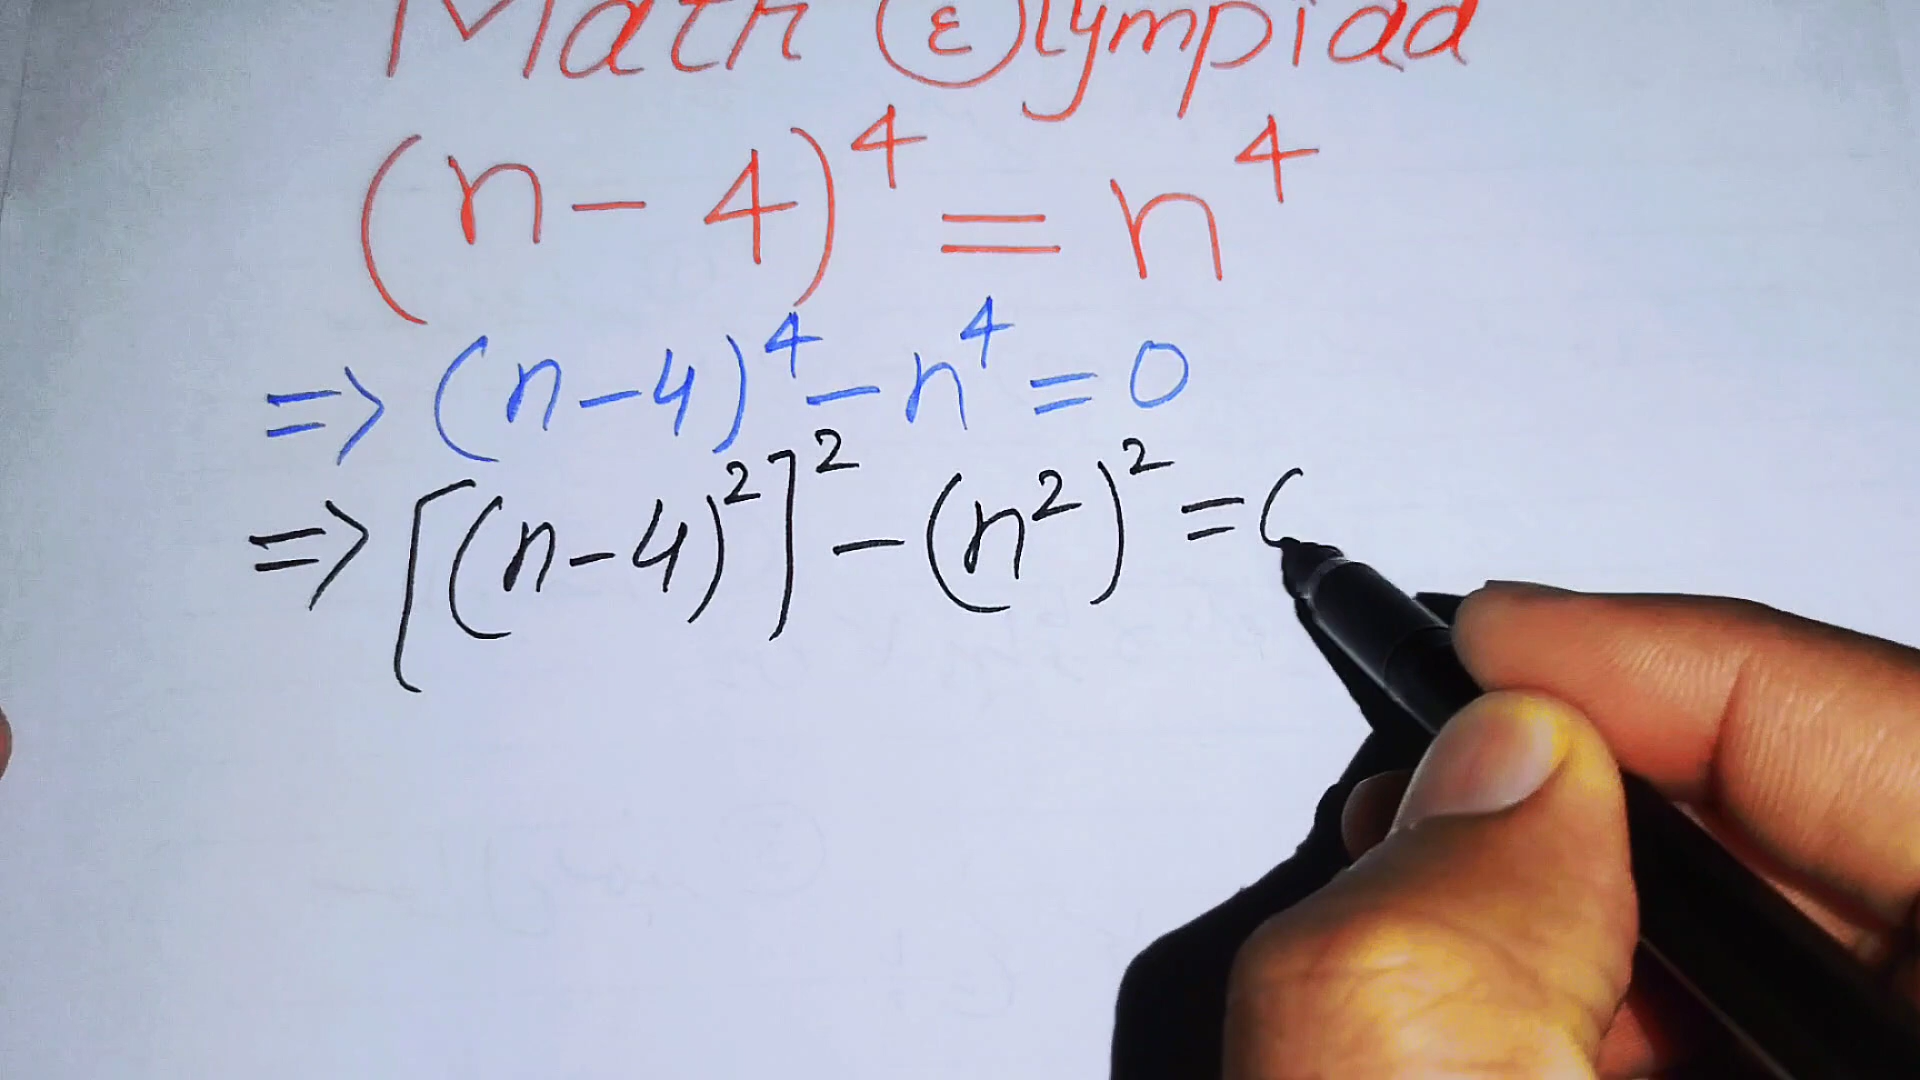 Math Olympiad
(n-4)⁴ = n⁴
=> (n-4)⁴ - n⁴ = 0
=> [(n-4)²]² - (n²)² =